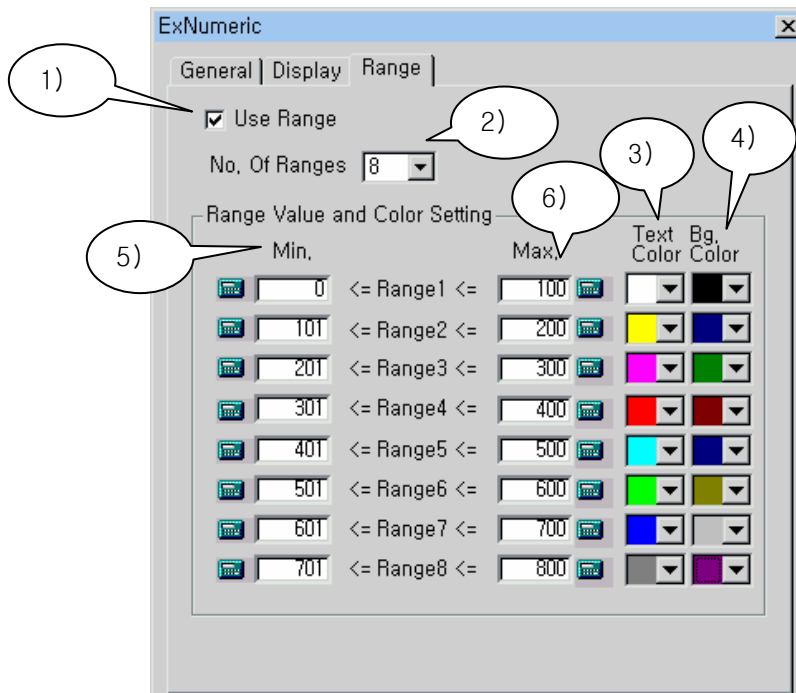 ExNumeric
General Display Range
1)
Use Range
2)
No, Of Ranges 8
3)
4)
Range Value and Color Setting
6)
5)
Min,
Max,
Text Color
Bg, Color
0 <= Range1 <= 100
101 <= Range2 <= 200
201 <= Range3 <= 300
301 <= Range4 <= 400
401 <= Range5 <= 500
501 <= Range6 <= 600
601 <= Range7 <= 700
701 <= Range8 <= 800